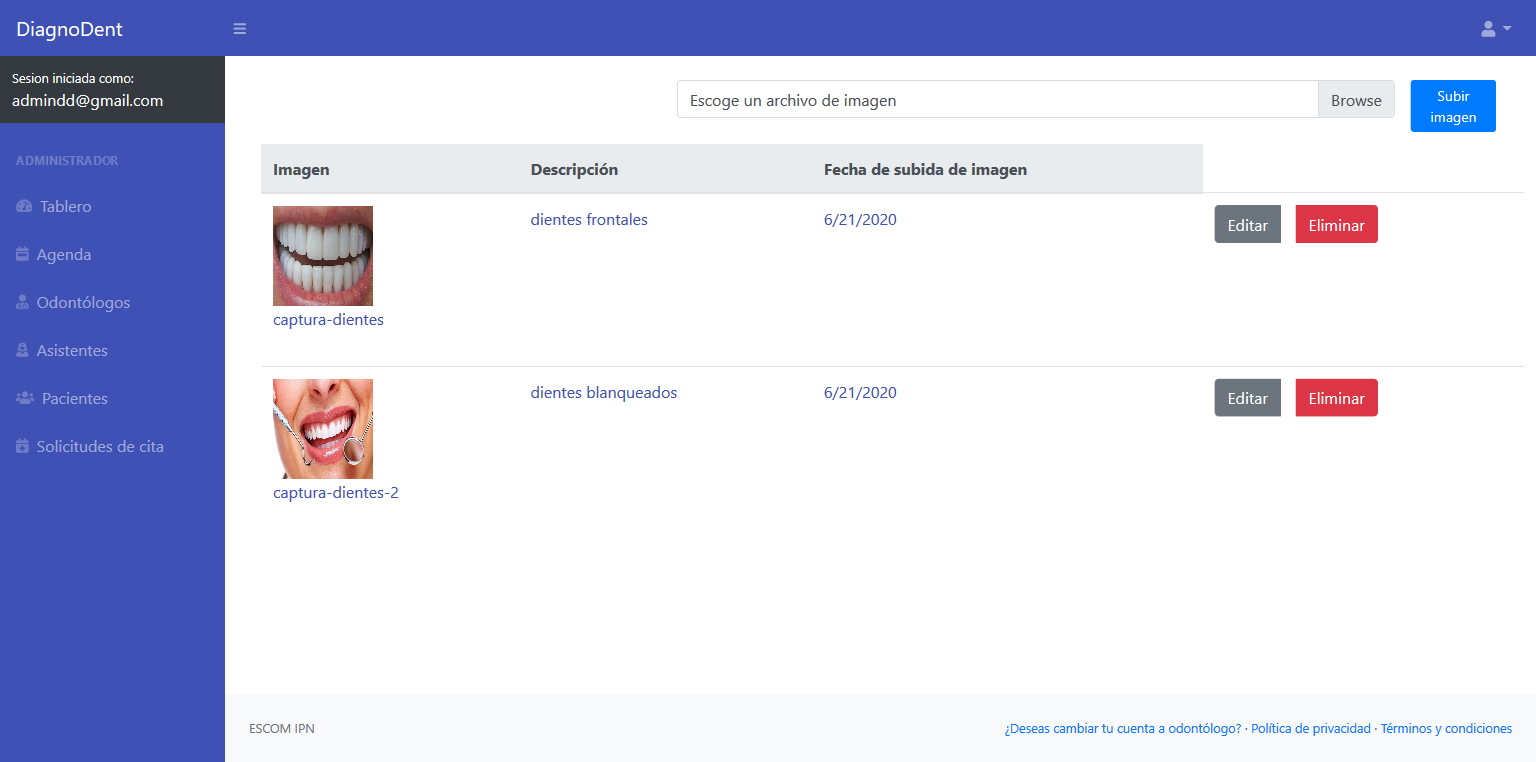 DiagnoDent
Sesion iniciada como:
admindd@gmail.com
ADMINISTRADOR
Tablero
Agenda
Odontólogos
Asistentes
Pacientes
Solicitudes de cita
Escoge un archivo de imagen Browse
Subir
imagen
Imagen Descripción Fecha de subida de imagen
dientes frontales 6/21/2020 Editar Eliminar
captura-dientes
dientes blanqueados 6/21/2020 Editar Eliminar
captura-dientes-2
ESCOM IPN ¿Deseas cambiar tu cuenta a odontólogo? · Política de privacidad · Términos y condiciones